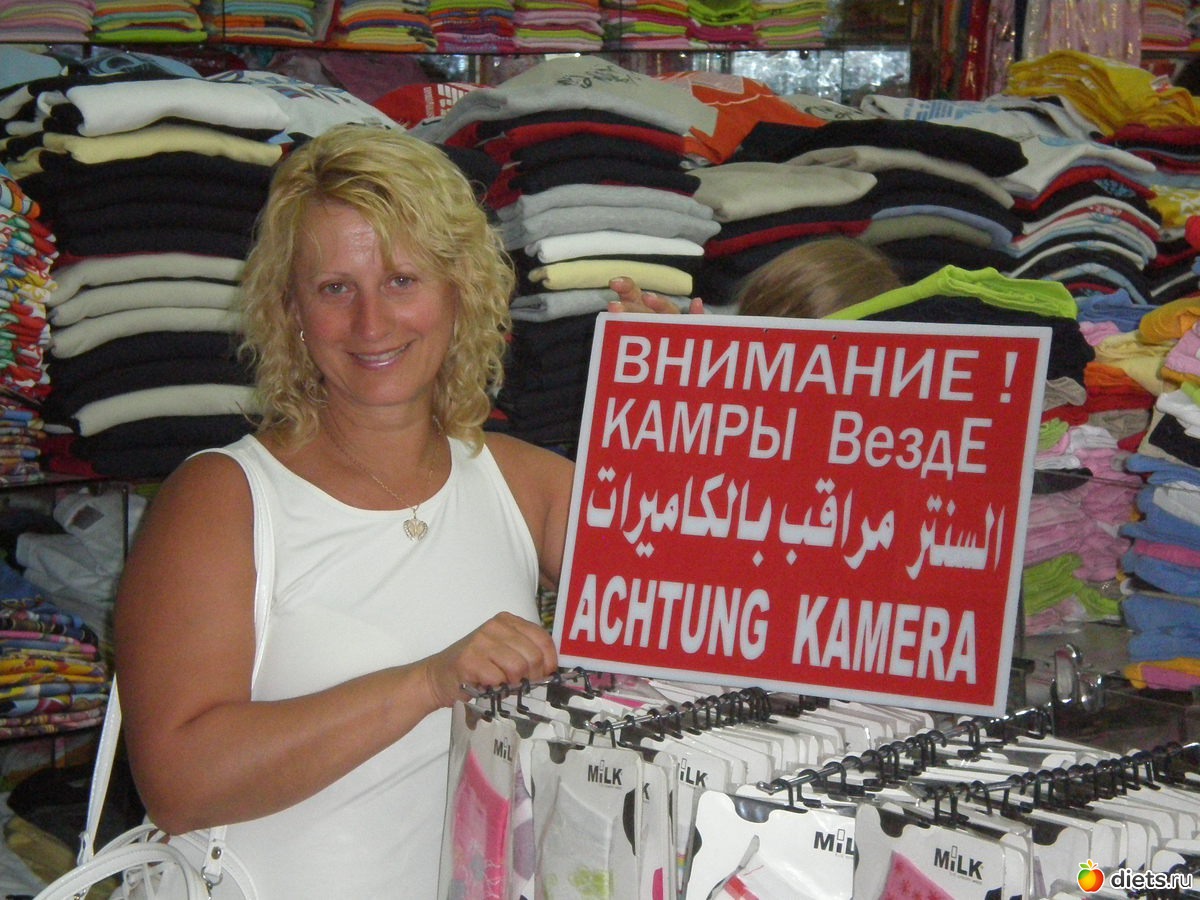 ВНИМАНИЕ !
КАМРЫ ВездЕ
السنتر مراقب بالكاميرات
ACHTUNG KAMERA
MiLK
MiLK
MiLK
MiLK
MiLK
diets.ru